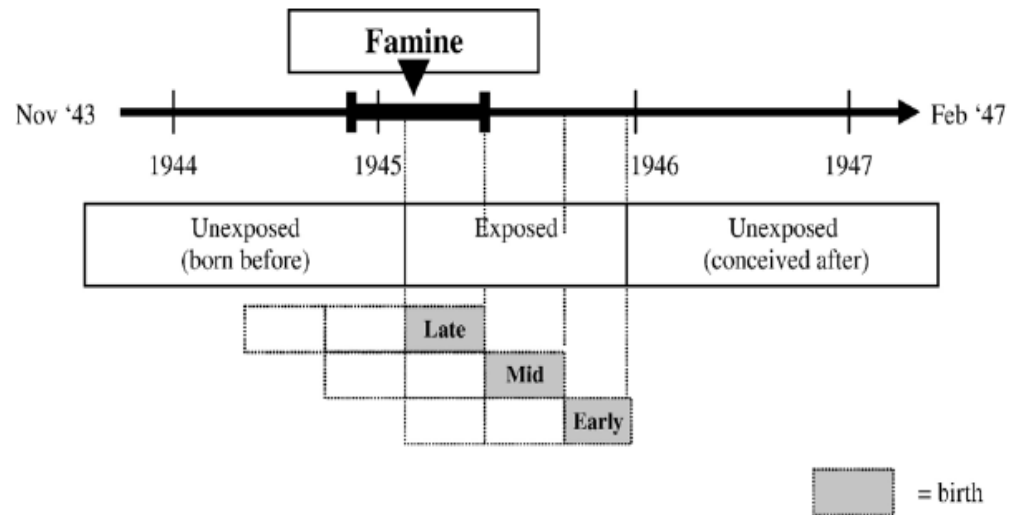 Famine
Nov ‘43
Feb ‘47
1944
1945
1946
1947
Unexposed
(born before)
Exposed
Unexposed
(conceived after)
Late
Mid
Early
= birth